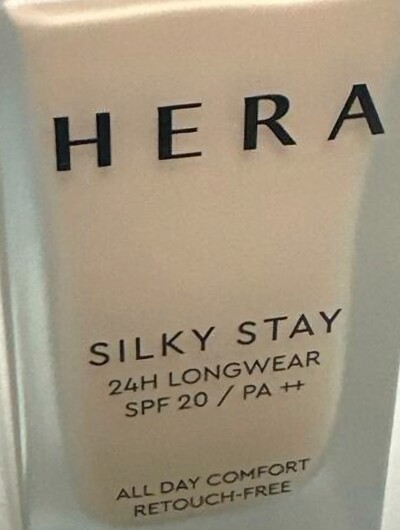 HERA
SILKY STAY
24H LONGWEAR
SPF 20 / PA ++
ALL DAY COMFORT
RETOUCH-FREE